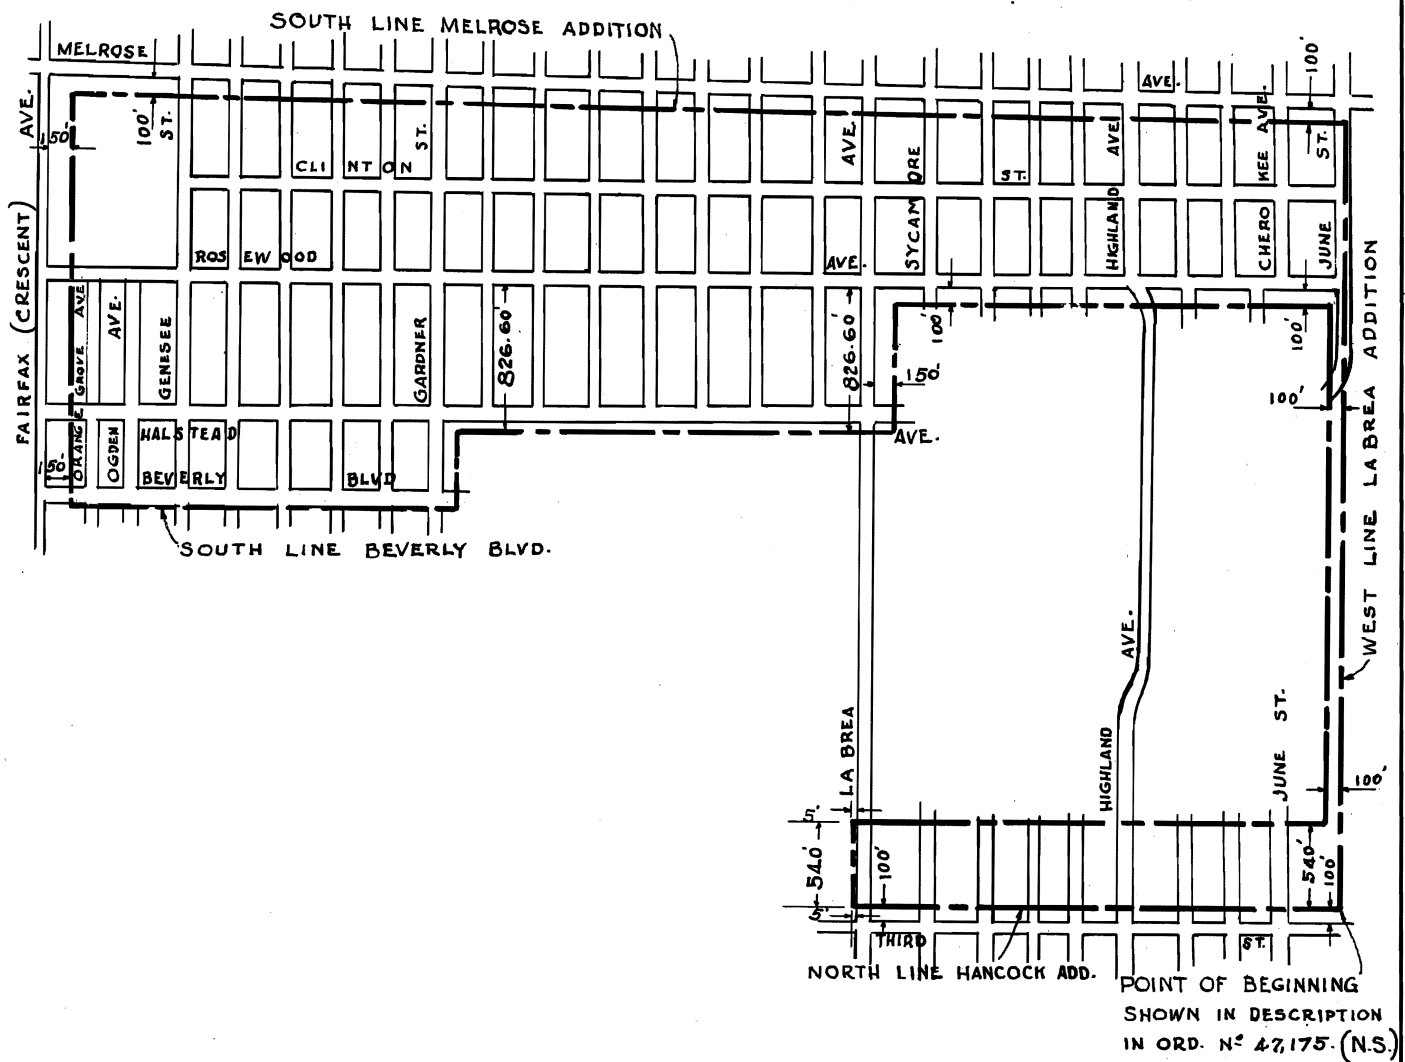 SOUTH LINE MELROSE ADDITION
MELROSE
AVE.
100'
AVE.
150'
100'
ST.
ST.
AVE.
SYCAMORE
HIGHLAND AVE.
CHEROKEE AVE.
JUNE ST.
CLINTON
ST.
ROSEWOOD
AVE.
FAIRFAX (CRESCENT)
ORANGE GROVE AVE.
OGDEN AVE.
GENESEE
GARDNER
826.60'
826.60'
150'
100'
100'
100'
WEST LINE LA BREA ADDITION
HALSTEAD
AVE.
150'
BEVERLY
BLVD
SOUTH LINE BEVERLY BLVD.
LA BREA
HIGHLAND AVE.
JUNE ST.
100'
5'
540'
100'
540'
100'
5'
THIRD
ST.
NORTH LINE HANCOCK ADD.
POINT OF BEGINNING
SHOWN IN DESCRIPTION
IN ORD. Nº 47,175. (N.S.)